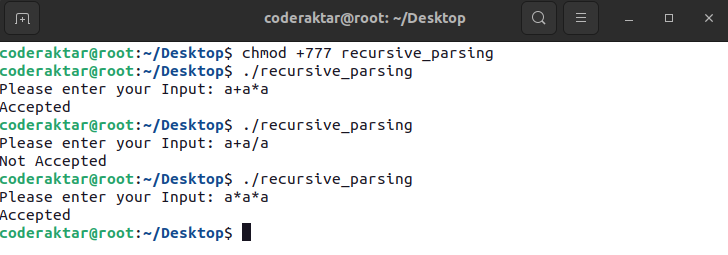 coderaktar@root: ~/Desktop
coderaktar@root:~/Desktop$ chmod +777 recursive_parsing
coderaktar@root:~/Desktop$ ./recursive_parsing
Please enter your Input: a+a*a
Accepted
coderaktar@root:~/Desktop$ ./recursive_parsing
Please enter your Input: a+a/a
Not Accepted
coderaktar@root:~/Desktop$ ./recursive_parsing
Please enter your Input: a*a*a
Accepted
coderaktar@root:~/Desktop$